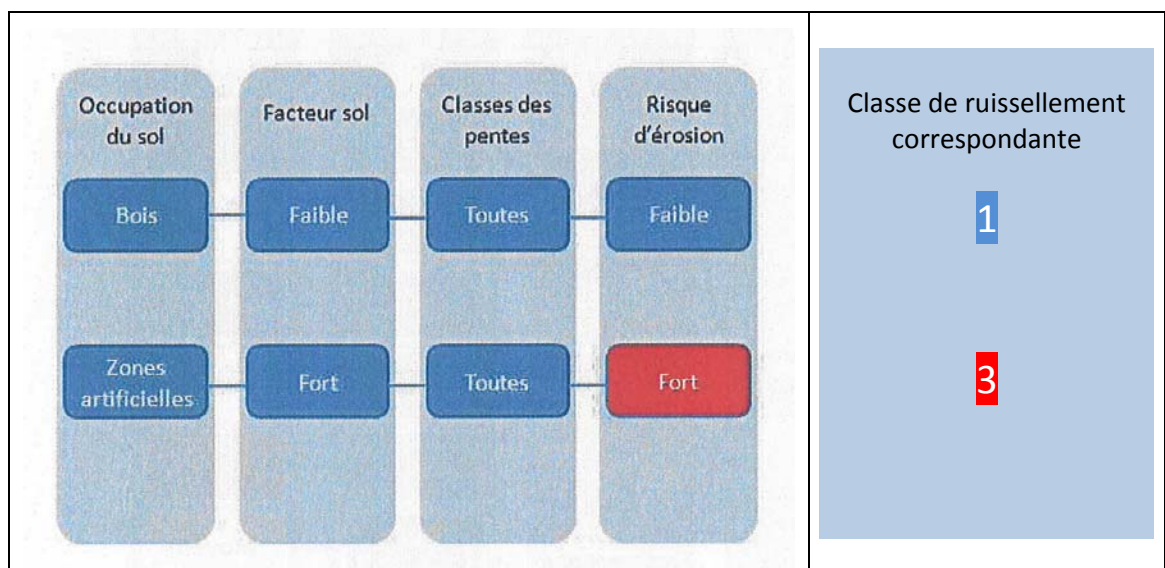 Occupation
du sol
Facteur sol
Classes des
pentes
Risque
d'érosion
Classe de ruissellement
correspondante
Bois
Faible
Toutes
Faible
1
Zones
artificielles
Fort
Toutes
Fort
3